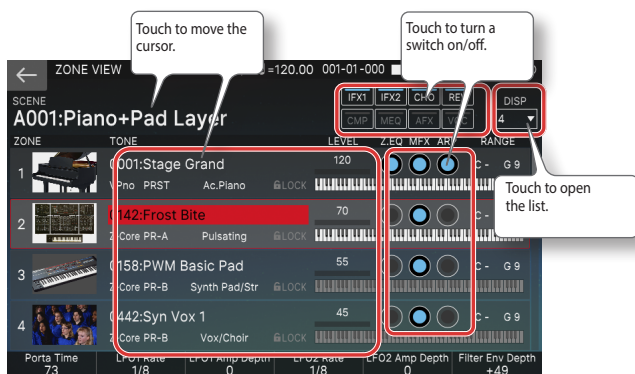 Touch to move the
cursor.
Touch to turn a
switch on/off.
ZONE VIEW =120.00 001-01-000
SCENE
A001:Piano+Pad Layer
IFX1 IFX2 CHO REV
CMP MEQ AFX VOC
DISP
4
ZONE TONE LEVEL Z.EQ MFX ARP RANGE
1 0001:Stage Grand 120 C - G 9
VPno PRST Ac.Piano LOCK
Touch to open
the list.
2 0142:Frost Bite 70 C -
Z-Core PR-A Pulsating LOCK
3 0158:PWM Basic Pad 55 C - G 9
Z-Core PR-B Synth Pad/Str LOCK
4 0442:Syn Vox 1 45 C - G 9
Z-Core PR-B Vox/Choir LOCK
Porta Time LFO1 Rate LFO1 Amp Depth LFO2 Rate LFO2 Amp Depth Filter Env Depth
73 1/8 0 1/8 0 +49